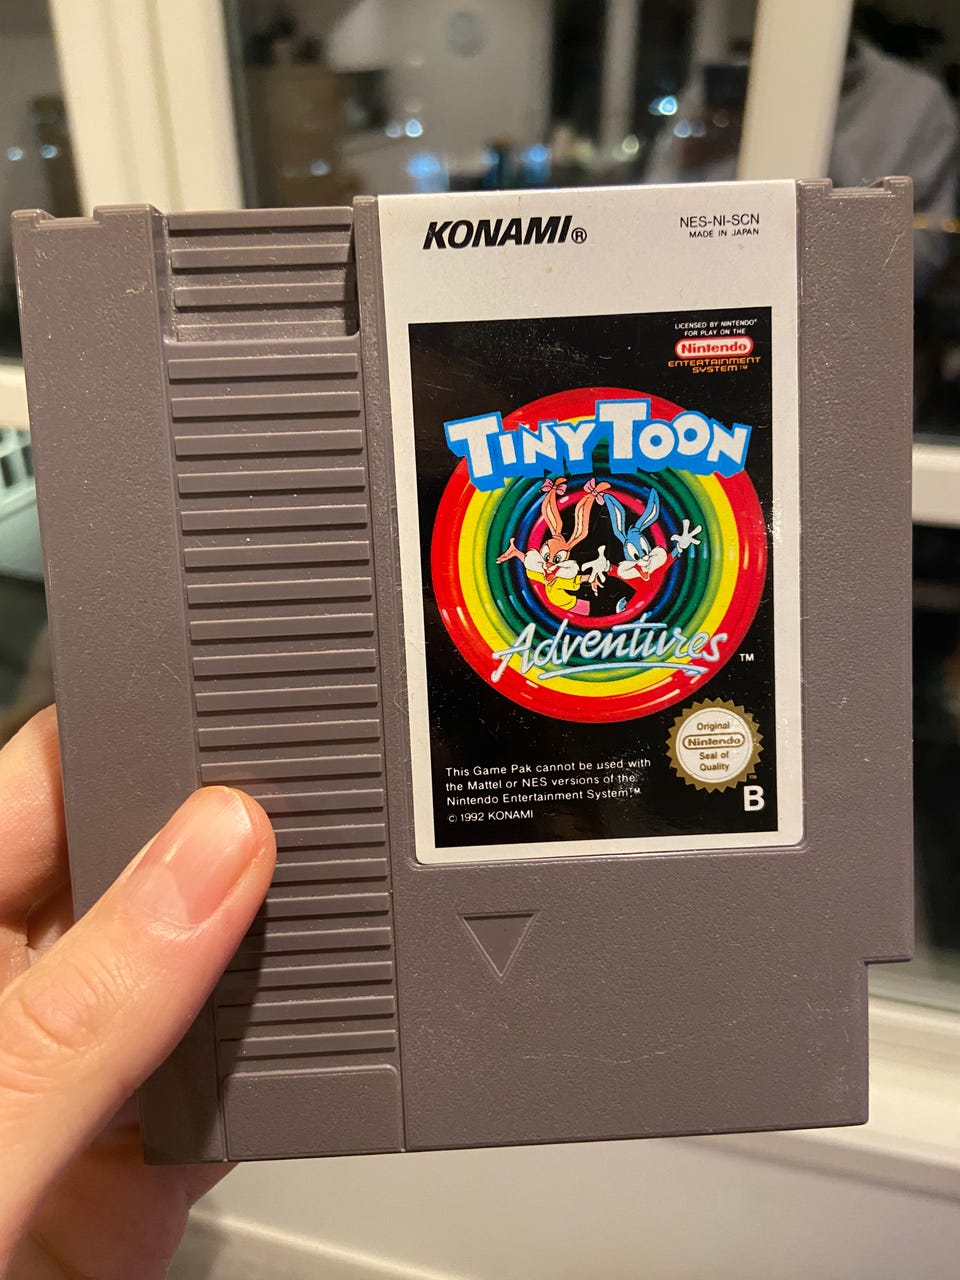 KONAMI®
NES-NI-SCN
MADE IN JAPAN
LICENSED BY NINTENDO®
FOR PLAY ON THE
Nintendo
ENTERTAINMENT
SYSTEM™
TINY TOON
Adventures™
Original
Nintendo
Seal of
Quality
This Game Pak cannot be used with
the Mattel or NES versions of the
Nintendo Entertainment System™.
© 1992 KONAMI
B